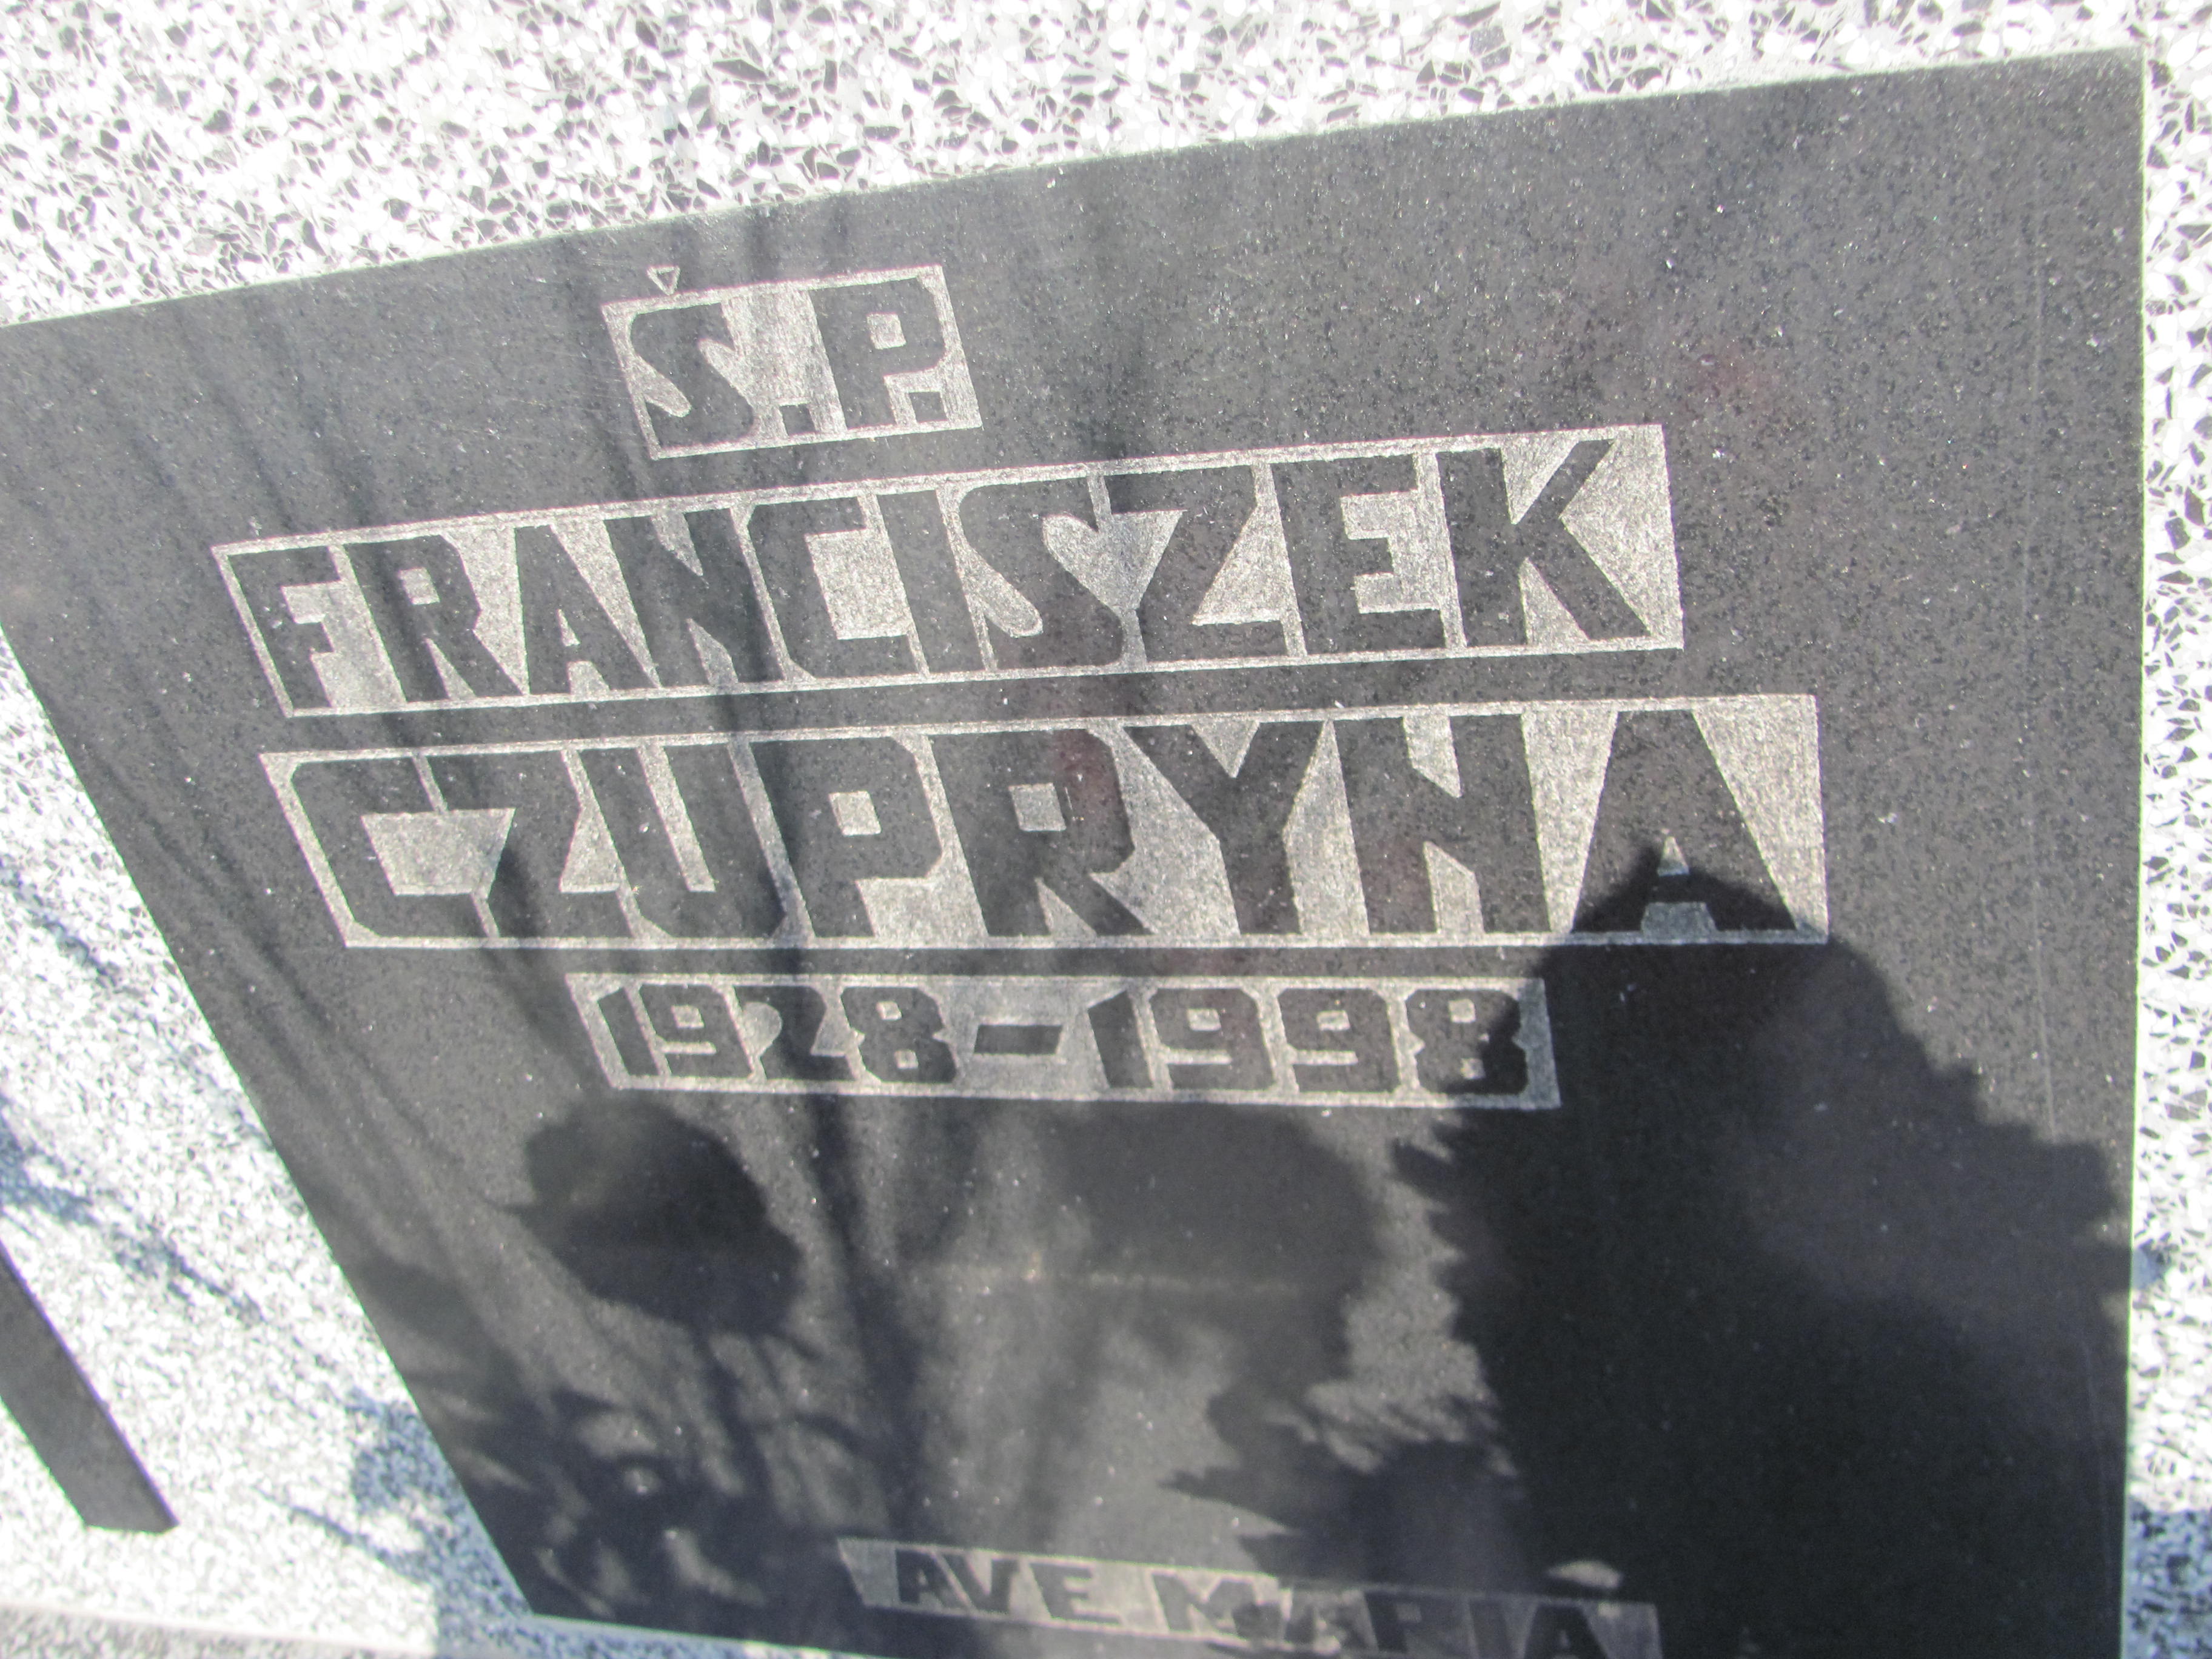 Ś.P.
FRANCISZEK
CZUPRYNA
1928-1998
AVE MARIA